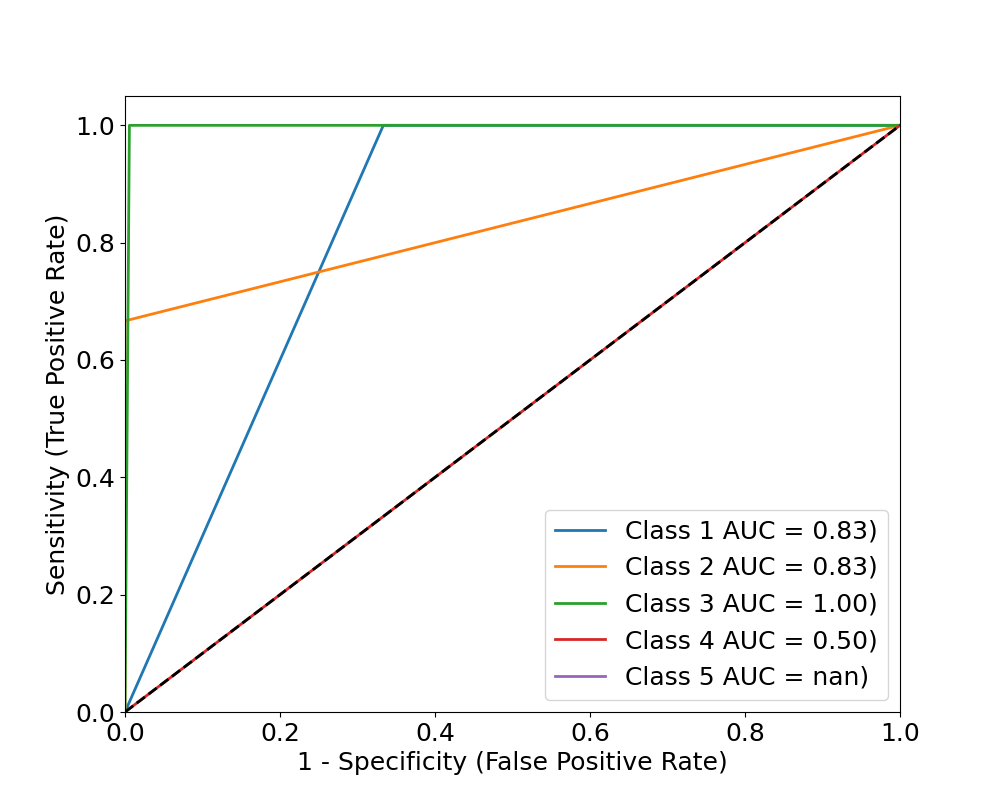 1.0
0.8
0.6
0.4
0.2
0.0
Sensitivity (True Positive Rate)
Class 1 AUC = 0.83)
Class 2 AUC = 0.83)
Class 3 AUC = 1.00)
Class 4 AUC = 0.50)
Class 5 AUC = nan)
0.0 0.2 0.4 0.6 0.8 1.0
1 - Specificity (False Positive Rate)